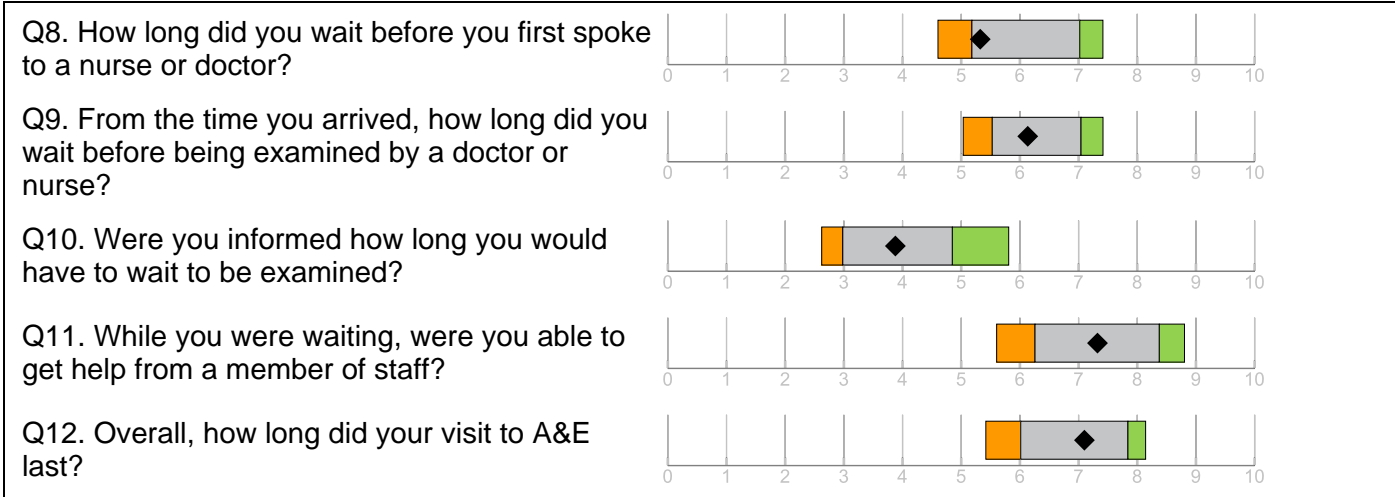 Q8. How long did you wait before you first spoke
to a nurse or doctor?
0 1 2 3 4 5 6 7 8 9 10
Q9. From the time you arrived, how long did you
wait before being examined by a doctor or
nurse?
0 1 2 3 4 5 6 7 8 9 10
Q10. Were you informed how long you would
have to wait to be examined?
0 1 2 3 4 5 6 7 8 9 10
Q11. While you were waiting, were you able to
get help from a member of staff?
0 1 2 3 4 5 6 7 8 9 10
Q12. Overall, how long did your visit to A&E
last?
0 1 2 3 4 5 6 7 8 9 10